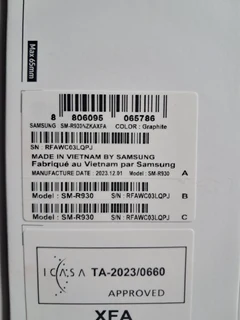 Max 65mm
8 806095 065786
SAMSUNG : SM-R930NZKAXFA COLOR : Graphite
S/N : RFAWC03LQPJ
MADE IN VIETNAM BY SAMSUNG
Fabriqué au Vietnam par Samsung
MANUFACTURE DATE : 2023.12.01 Model : SM-R930 A
Model : SM-R930 S/N : RFAWC03LQPJ B
Model : SM-R930 S/N : RFAWC03LQPJ C
ICASA TA-2023/0660
APPROVED
XFA